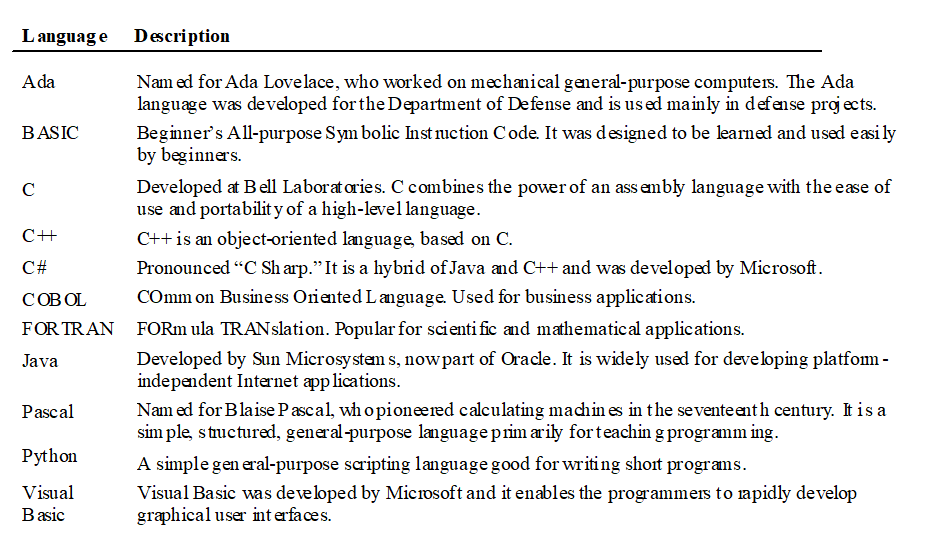 Language Description
Ada Named for Ada Lovelace, who worked on mechanical general-purpose computers. The Ada
language was developed for the Department of Defense and is used mainly in defense projects.
BASIC Beginner’s All-purpose Symbolic Instruction Code. It was designed to be learned and used easily
by beginners.
C Developed at Bell Laboratories. C combines the power of an assembly language with the ease of
use and portability of a high-level language.
C++ C++ is an object-oriented language, based on C.
C# Pronounced “C Sharp.” It is a hybrid of Java and C++ and was developed by Microsoft.
COBOL COmmon Business Oriented Language. Used for business applications.
FORTRAN FORmula TRANslation. Popular for scientific and mathematical applications.
Java Developed by Sun Microsystems, now part of Oracle. It is widely used for developing platform-
independent Internet applications.
Pascal Named for Blaise Pascal, who pioneered calculating machines in the seventeenth century. It is a
simple, structured, general-purpose language primarily for teaching programming.
Python A simple general-purpose scripting language good for writing short programs.
Visual Visual Basic was developed by Microsoft and it enables the programmers to rapidly develop
Basic graphical user interfaces.